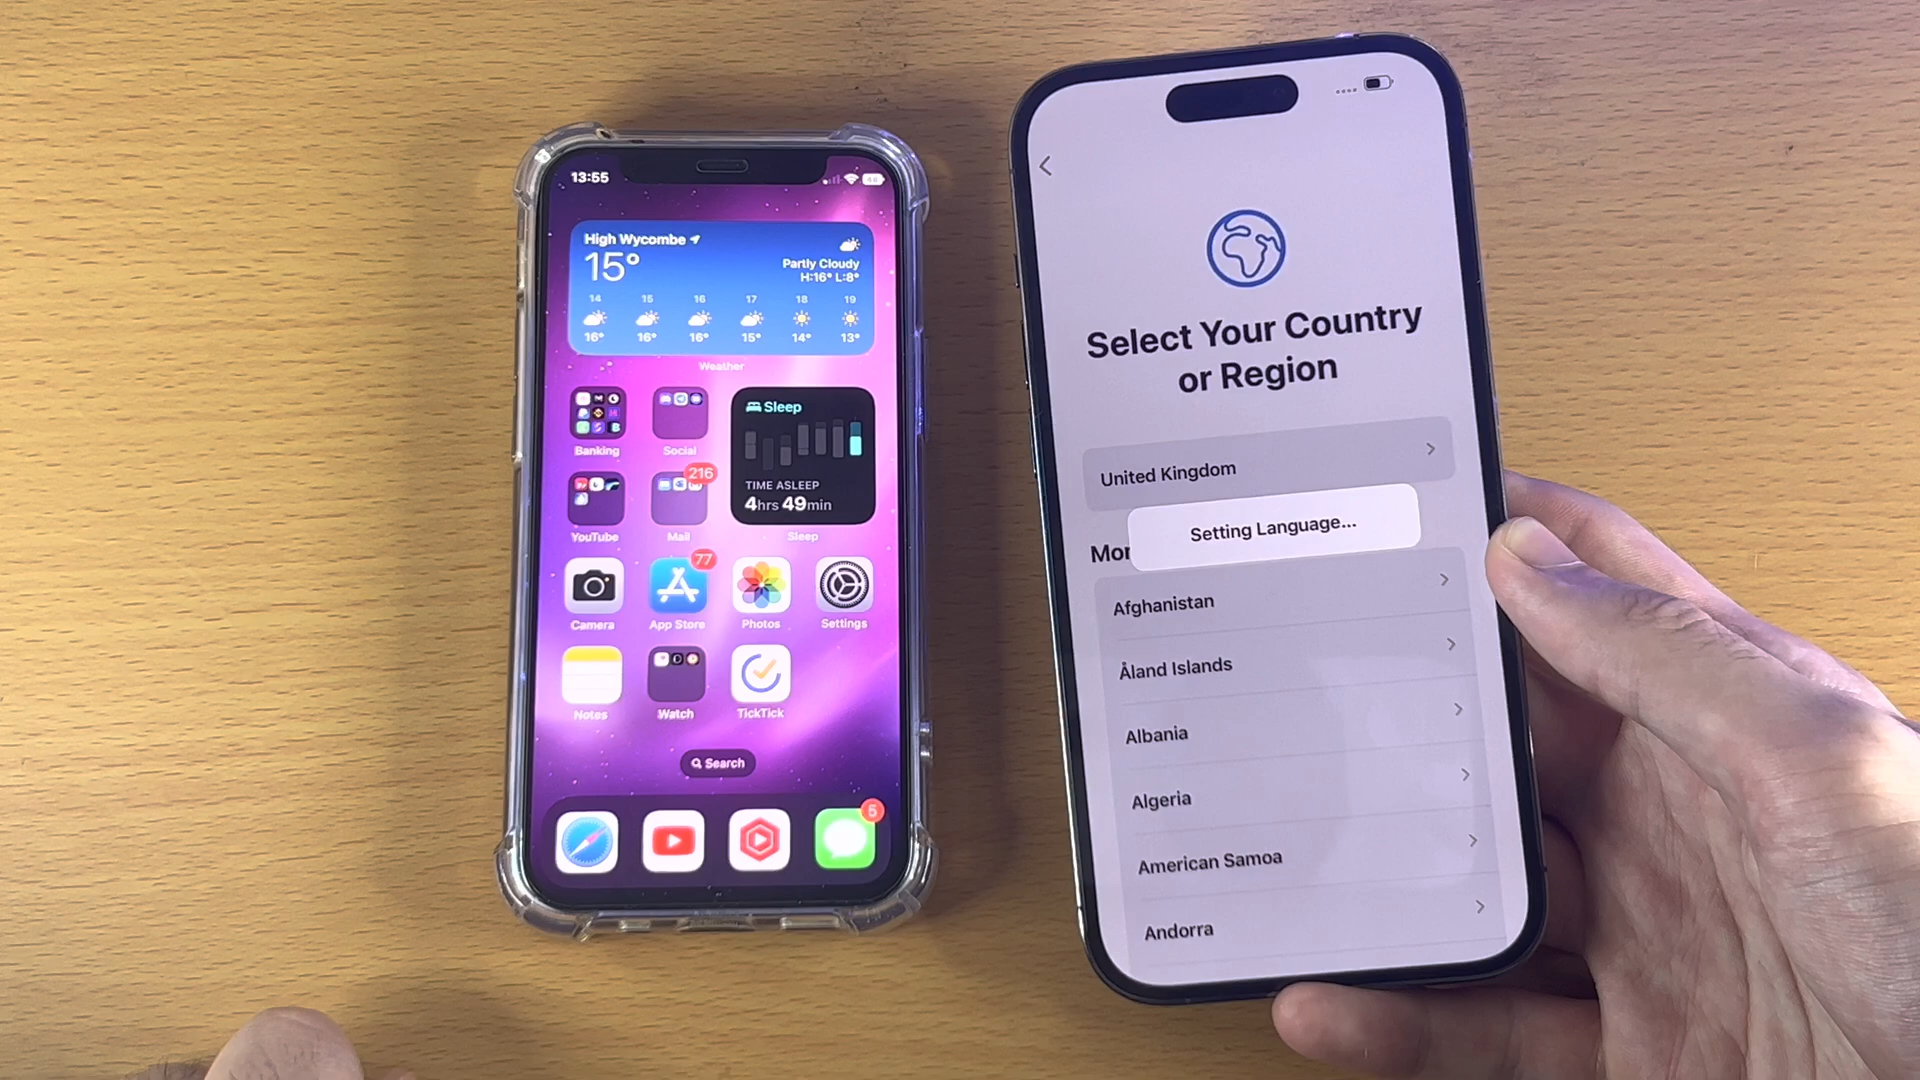 13:55
High Wycombe
15°
Partly Cloudy
H:16° L:8°
14 15 16 17 18 19
16° 16° 16° 15° 14° 13°
Weather
Sleep
TIME ASLEEP
4hrs 49min
Banking Social
216
YouTube Mail Sleep
77
Camera App Store Photos Settings
Notes Watch TickTick
Search
5
Select Your Country
or Region
United Kingdom
Setting Language...
Mor
Afghanistan
Åland Islands
Albania
Algeria
American Samoa
Andorra